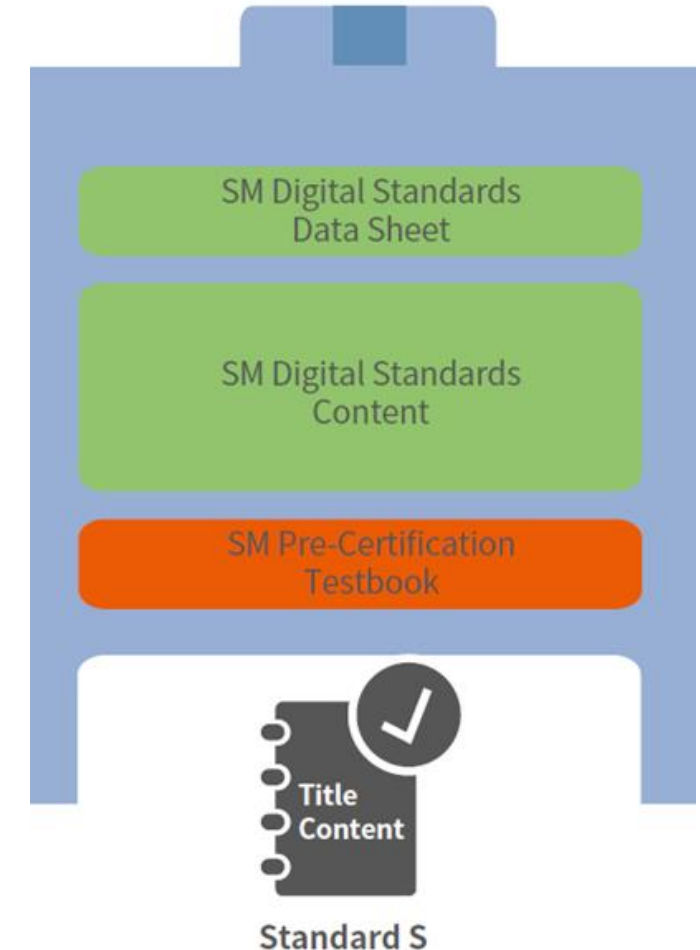 SM Digital Standards
Data Sheet
SM Digital Standards
Content
SM Pre-Certification
Testbook
Title
Content
Standard S